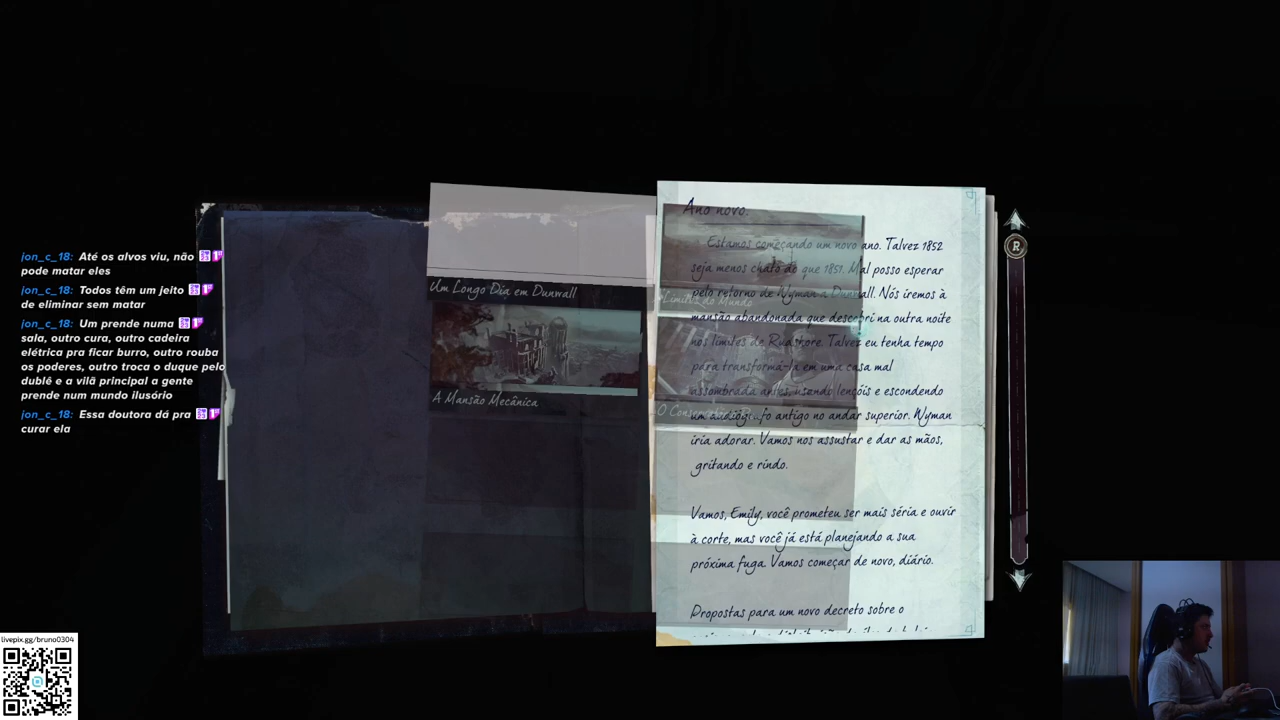 jon_c_18: Até os alvos viu, não
pode matar eles
jon_c_18: Todos têm um jeito
de eliminar sem matar
jon_c_18: Um prende numa
sala, outro cura, outro cadeira
elétrica pra ficar burro, outro rouba
os poderes, outro troca o duque pelo
dublê e a vilã principal a gente
prende num mundo ilusório
jon_c_18: Essa doutora dá pra
curar ela
livepix.gg/bruno0304
Um Longo Dia em Dunwall
A Mansão Mecânica
Limites do Mundo
O Conser
Ano novo.
Estamos começando um novo ano. Talvez 1852
seja menos chato do que 1851. Mal posso esperar
pelo retorno de Wyman a Dunwall. Nós iremos à
mansão abandonada que descobri na outra noite
nos limites de Rudshore. Talvez eu tenha tempo
para transformá-la em uma casa mal
assombrada antes, usando lençóis e escondendo
um audiógrafo antigo no andar superior. Wyman
iria adorar. Vamos nos assustar e dar as mãos,
gritando e rindo.
Vamos, Emily, você prometeu ser mais séria e ouvir
à corte, mas você já está planejando a sua
próxima fuga. Vamos começar de novo, diário.
Propostas para um novo decreto sobre o
R